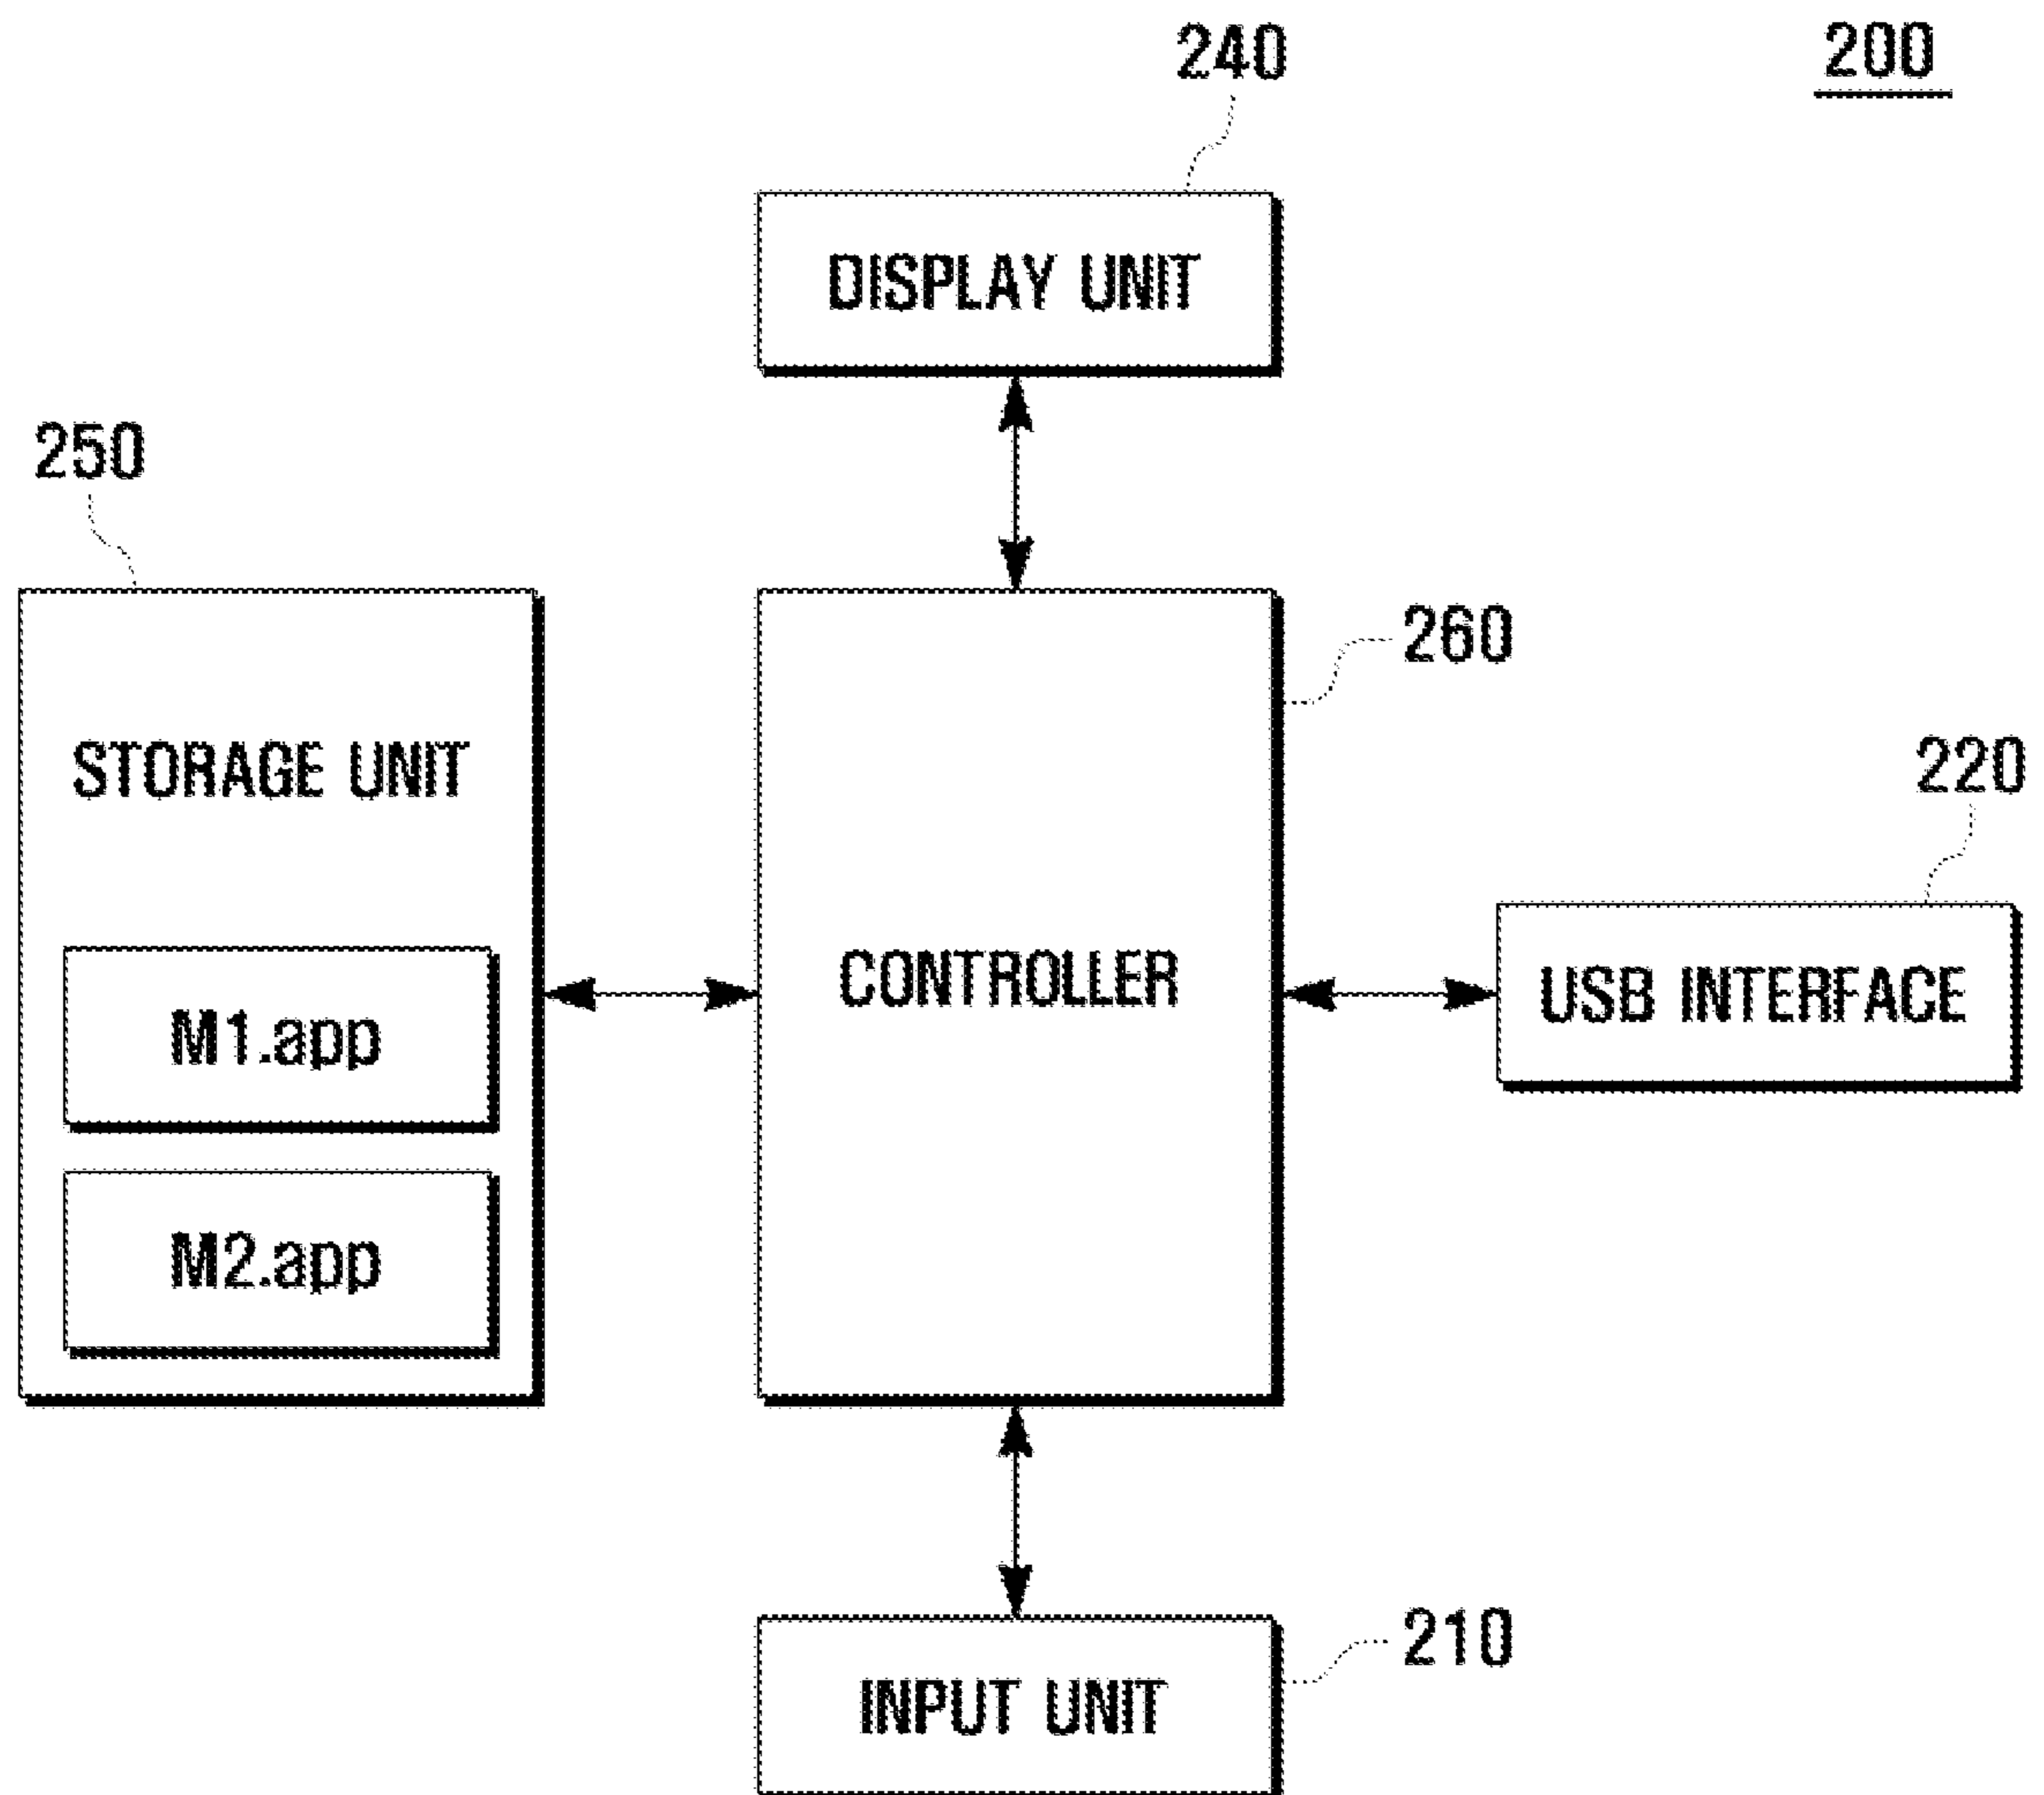 240
200
DISPLAY UNIT
250
260
STORAGE UNIT
220
CONTROLLER
USB INTERFACE
M1.app
M2.app
210
INPUT UNIT